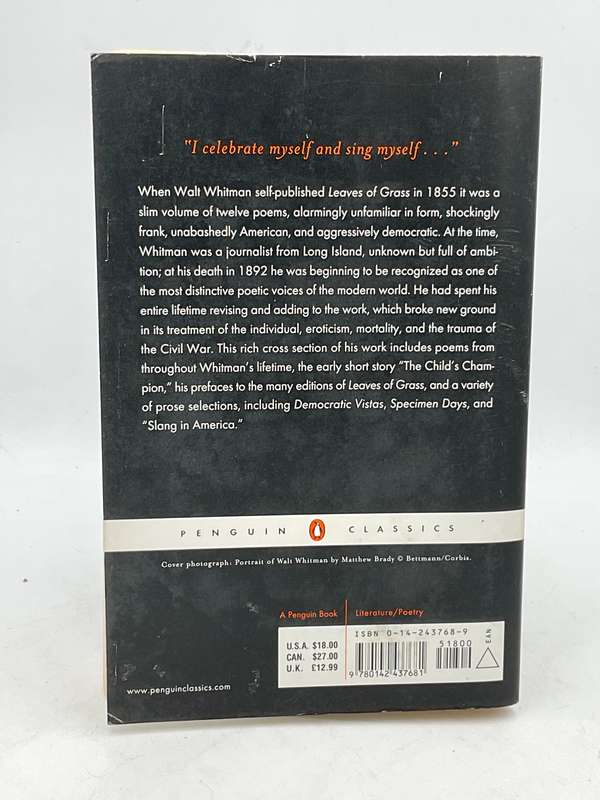 "I celebrate myself and sing myself . . ."
When Walt Whitman self-published Leaves of Grass in 1855 it was a
slim volume of twelve poems, alarmingly unfamiliar in form, shockingly
frank, unabashedly American, and aggressively democratic. At the time,
Whitman was a journalist from Long Island, unknown but full of ambi-
tion; at his death in 1892 he was beginning to be recognized as one of
the most distinctive poetic voices of the modern world. He had spent his
entire lifetime revising and adding to the work, which broke new ground
in its treatment of the individual, eroticism, mortality, and the trauma of
the Civil War. This rich cross section of his work includes poems from
throughout Whitman's lifetime, the early short story "The Child's Cham-
pion," his prefaces to the many editions of Leaves of Grass, and a variety
of prose selections, including Democratic Vistas, Specimen Days, and
"Slang in America."
PENGUIN CLASSICS
Cover photograph: Portrait of Walt Whitman by Matthew Brady © Bettmann/Corbis.
A Penguin Book Literature/Poetry
U.S.A. $18.00
CAN. $27.00
U.K. £12.99
ISBN 0-14-243768-9
51800
EAN
9 780142 437681
www.penguinclassics.com